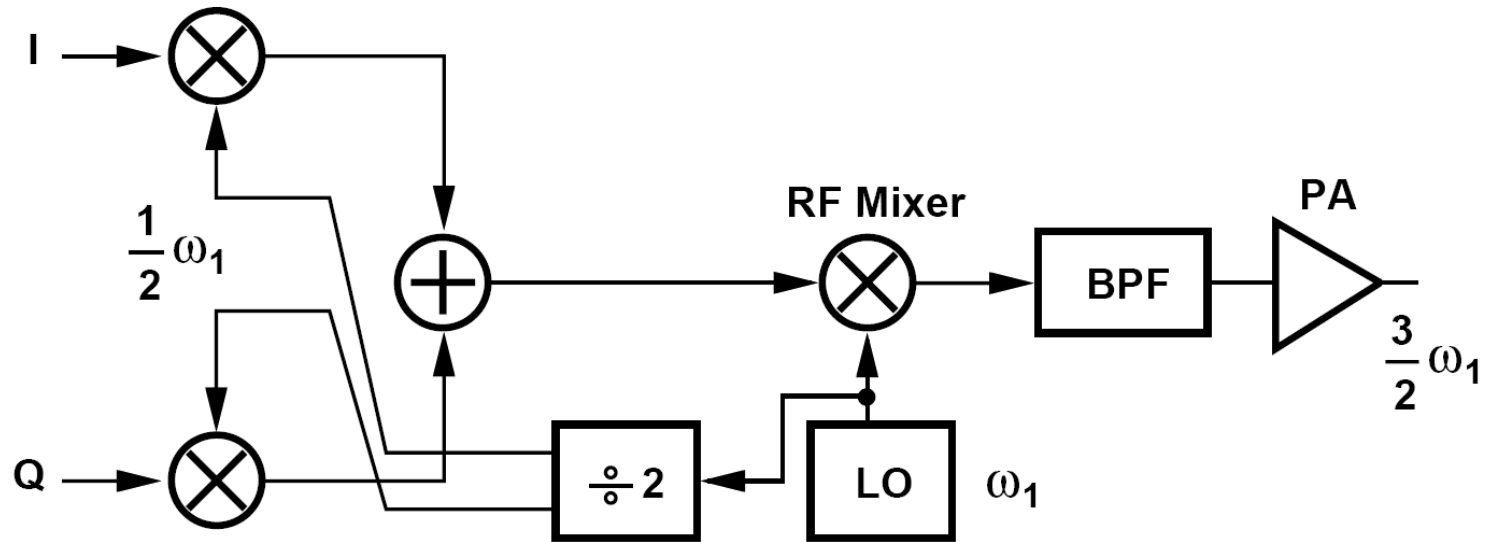 I
1/2 ω₁
Q
RF Mixer
PA
BPF
3/2 ω₁
÷ 2
LO
ω₁